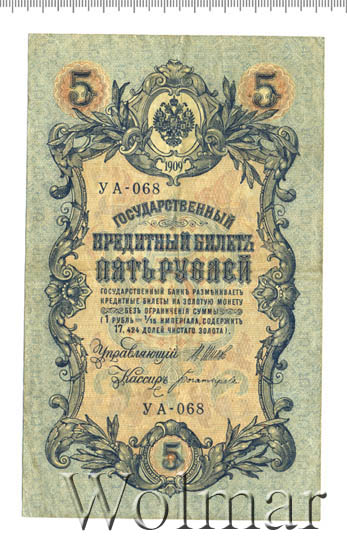 5 5
1909
УА-068
ГОСУДАРСТВЕННЫЙ
КРЕДИТНЫЙ БИЛЕТЪ
ПЯТЬ РУБЛЕЙ
ГОСУДАРСТВЕННЫЙ БАНКЪ РАЗМѢНИВАЕТЪ
КРЕДИТНЫЕ БИЛЕТЫ НА ЗОЛОТУЮ МОНЕТУ
БЕЗЪ ОГРАНИЧЕНІЯ СУММЫ
(1 РУБЛЬ = 1/15 ИМПЕРІАЛА, СОДЕРЖИТЪ
17,424 ДОЛЕЙ ЧИСТАГО ЗОЛОТА).
Управляющій
Кассиръ
УА-068
5
Wolmar